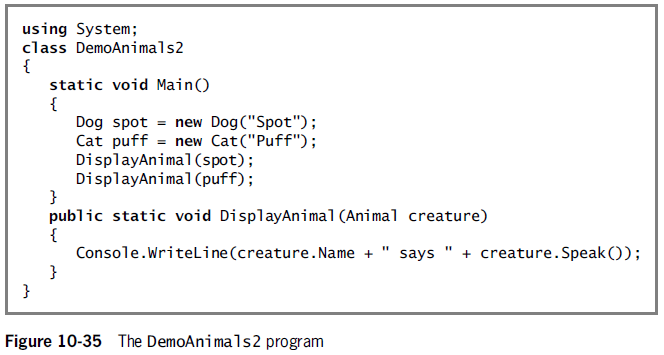 using System;
class DemoAnimals2
{
   static void Main()
   {
      Dog spot = new Dog("Spot");
      Cat puff = new Cat("Puff");
      DisplayAnimal(spot);
      DisplayAnimal(puff);
   }
   public static void DisplayAnimal(Animal creature)
   {
      Console.WriteLine(creature.Name + " says " + creature.Speak());
   }
}
Figure 10-35 The DemoAnimals2 program